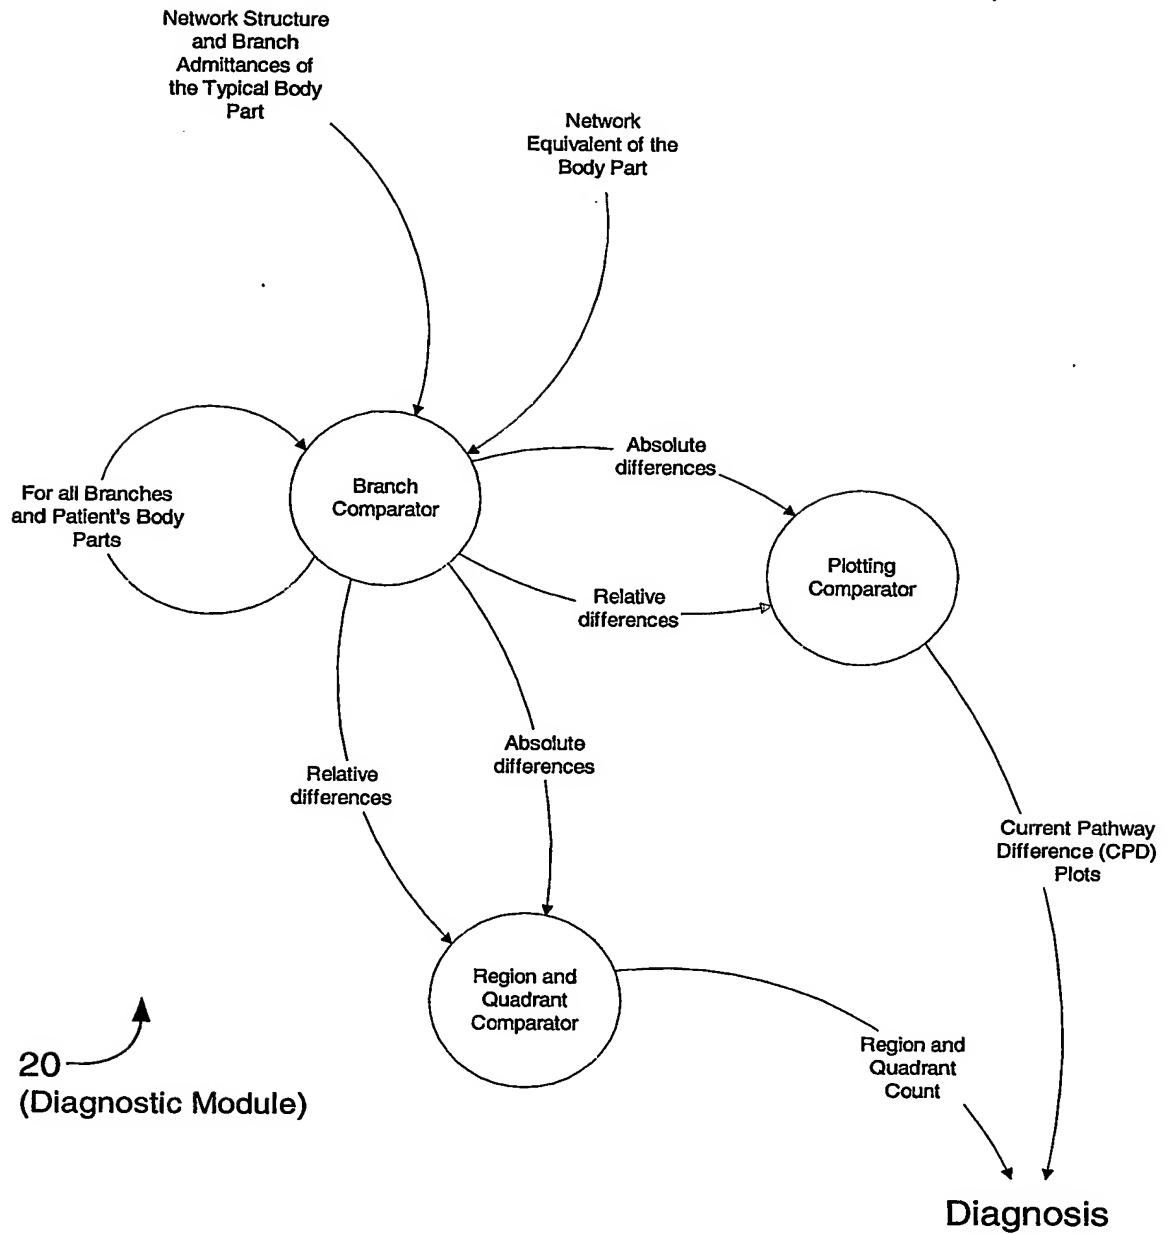 Network Structure
and Branch
Admittances of
the Typical Body
Part
Network
Equivalent of the
Body Part
Absolute
differences
For all Branches
and Patient's Body
Parts
Branch
Comparator
Plotting
Comparator
Relative
differences
Absolute
differences
Relative
differences
Current Pathway
Difference (CPD)
Plots
Region and
Quadrant
Comparator
Region and
Quadrant
Count
20
(Diagnostic Module)
Diagnosis